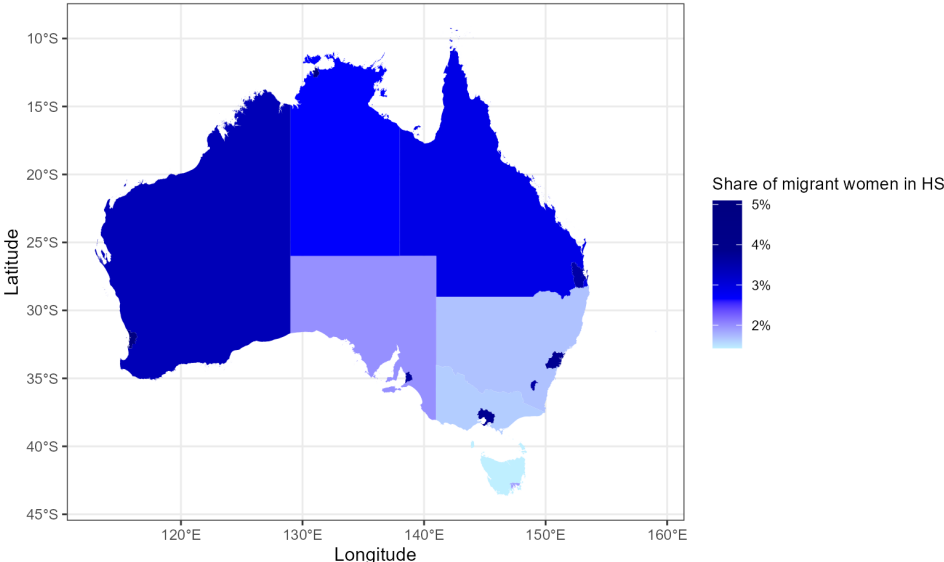 10°S
15°S
20°S
25°S
30°S
35°S
40°S
45°S
Latitude
120°E
130°E
140°E
150°E
160°E
Longitude
Share of migrant women in HS
5%
4%
3%
2%